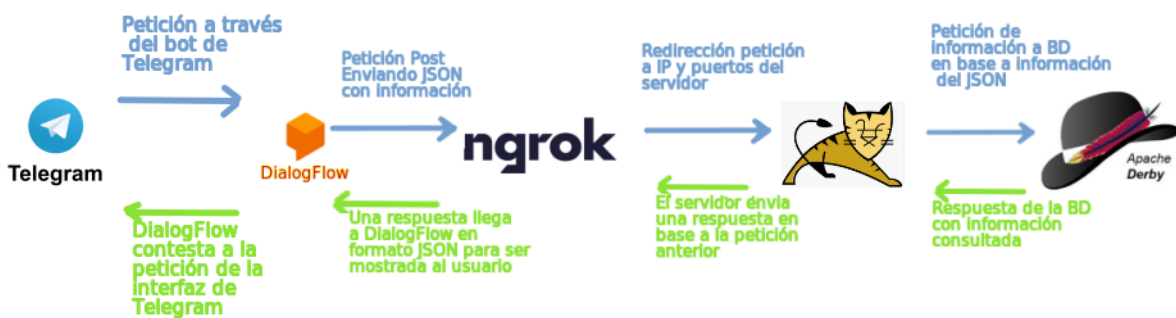 Petición a través
del bot de
Telegram
Petición Post
Enviando JSON
con información
Redirección petición
a IP y puertos del
servidor
Petición de
información a BD
en base a información
del JSON
Telegram
DialogFlow
ngrok
Apache
Derby
DialogFlow
contesta a la
petición de la
interfaz de
Telegram
Una respuesta llega
a DialogFlow en
formato JSON para ser
mostrada al usuario
El servidor envia
una respuesta en
base a la petición
anterior
Respuesta de la BD
con información
consultada